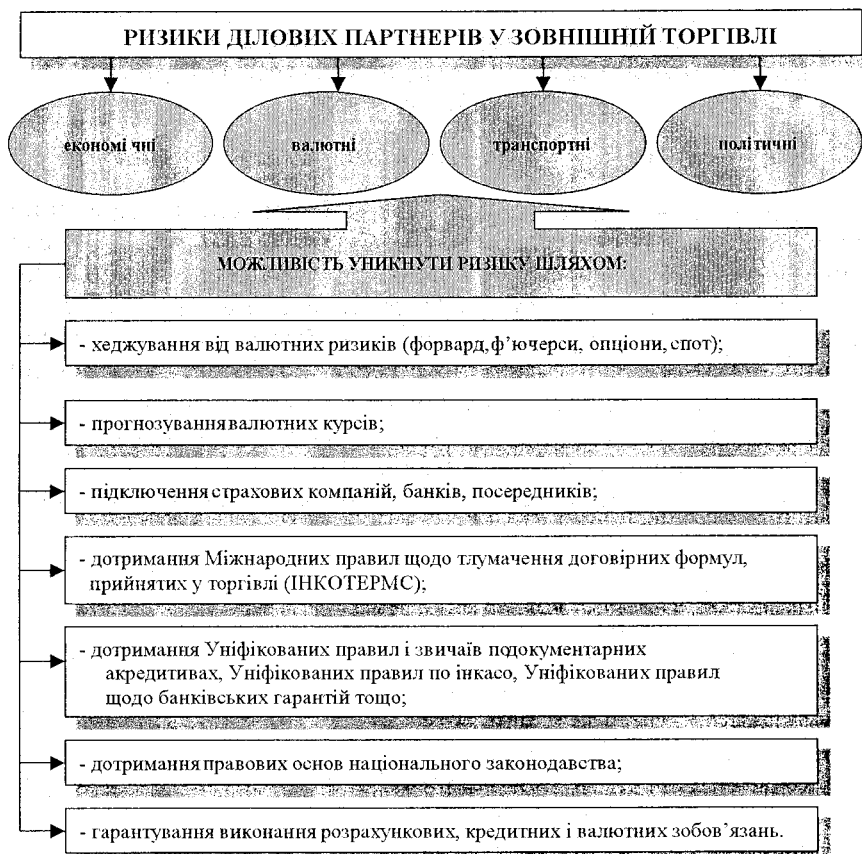 РИЗИКИ ДІЛОВИХ ПАРТНЕРІВ У ЗОВНІШНІЙ ТОРГІВЛІ
економі чні
валютні
транспортні
політичні
МОЖЛИВІСТЬ УНИКНУТИ РИЗИКУ ШЛЯХОМ:
- хеджування від валютних ризиків (форвард,ф’ючерси, опціони, спот);
- прогнозування валютних курсів;
- підключення страхових компаній, банків, посередників;
- дотримання Міжнародних правил щодо тлумачення договірних формул,
прийнятих у торгівлі (ІНКОТЕРМС);
- дотримання Уніфікованих правил і звичаїв подокументарних
акредитивах, Уніфікованих правил по інкасо, Уніфікованих правил
щодо банківських гарантій тощо;
- дотримання правових основ національного законодавства;
- гарантування виконання розрахункових, кредитних і валютних зобов’язань.